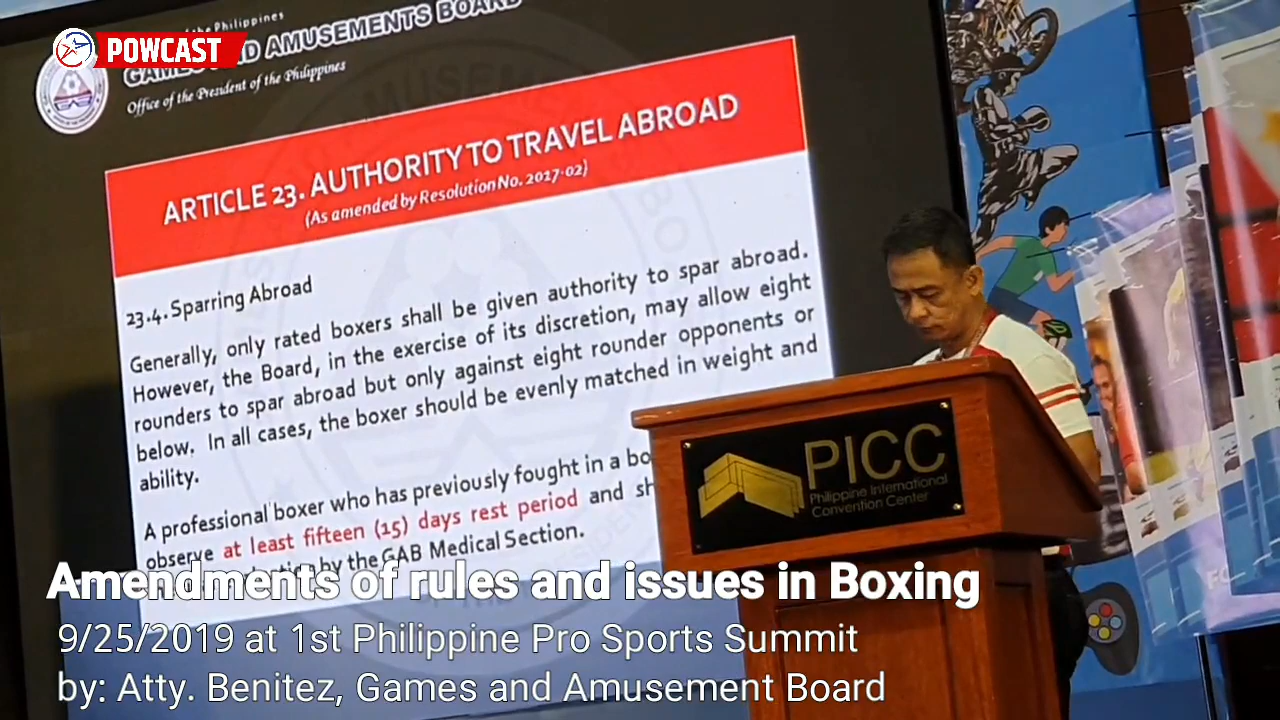 POWCAST
of the Philippines
GAMES AND AMUSEMENTS BOARD
Office of the President of the Philippines
ARTICLE 23. AUTHORITY TO TRAVEL ABROAD
(As amended by Resolution No. 2017-02)
23.4. Sparring Abroad
Generally, only rated boxers shall be given authority to spar abroad.
However, the Board, in the exercise of its discretion, may allow eight
rounders to spar abroad but only against eight rounder opponents or
below. In all cases, the boxer should be evenly matched in weight and
ability.
A professional boxer who has previously fought in a
observe at least fifteen (15) days rest period and
by the GAB Medical Section.
PICC
Philippine International
Convention Center
Amendments of rules and issues in Boxing
9/25/2019 at 1st Philippine Pro Sports Summit
by: Atty. Benitez, Games and Amusement Board